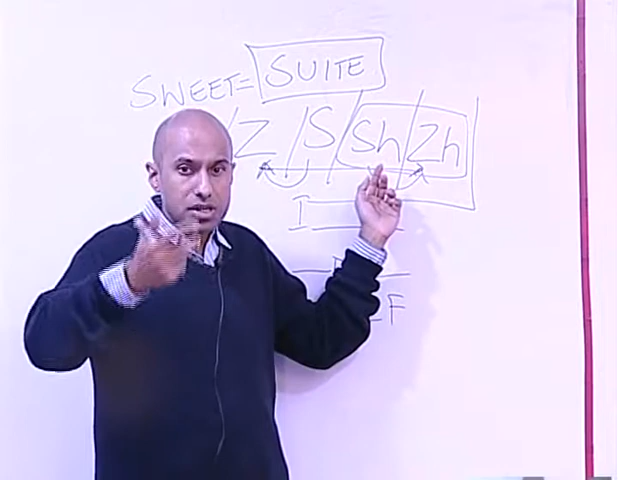 SWEET = SUITE
/ Z / S / Sh / Zh
I
F